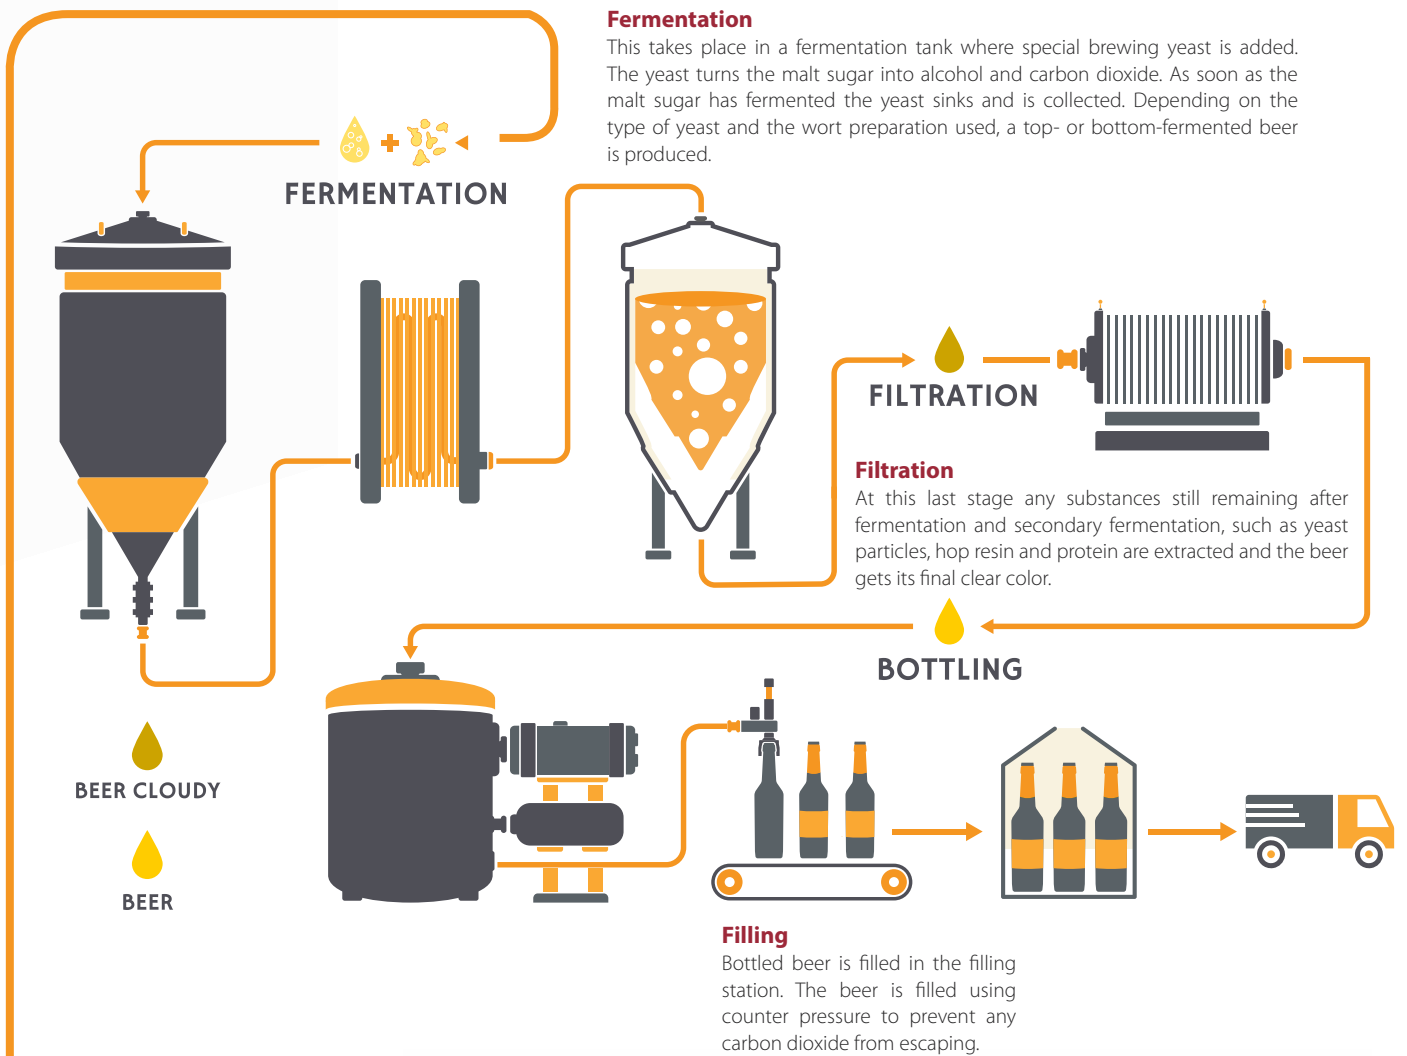 Fermentation
This takes place in a fermentation tank where special brewing yeast is added.
The yeast turns the malt sugar into alcohol and carbon dioxide. As soon as the
malt sugar has fermented the yeast sinks and is collected. Depending on the
type of yeast and the wort preparation used, a top- or bottom-fermented beer
is produced.
FERMENTATION
FILTRATION
Filtration
At this last stage any substances still remaining after
fermentation and secondary fermentation, such as yeast
particles, hop resin and protein are extracted and the beer
gets its final clear color.
BOTTLING
BEER CLOUDY
BEER
Filling
Bottled beer is filled in the filling
station. The beer is filled using
counter pressure to prevent any
carbon dioxide from escaping.